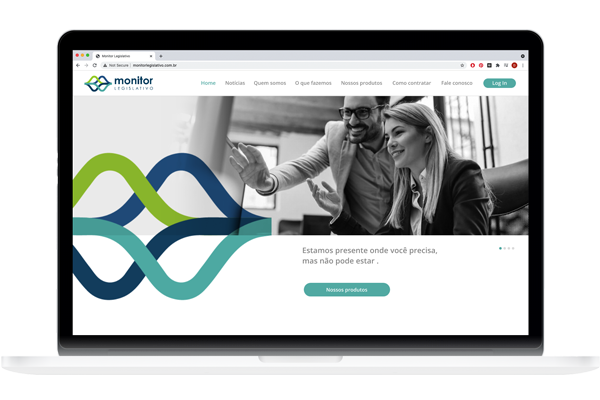 Monitor Legislativo
Not Secure
monitorlegislativo.com.br
monitor
LEGISLATIVO
Home Notícias Quem somos O que fazemos Nossos produtos Como contratar Fale conosco Log In
Estamos presente onde você precisa,
mas não pode estar .
Nossos produtos